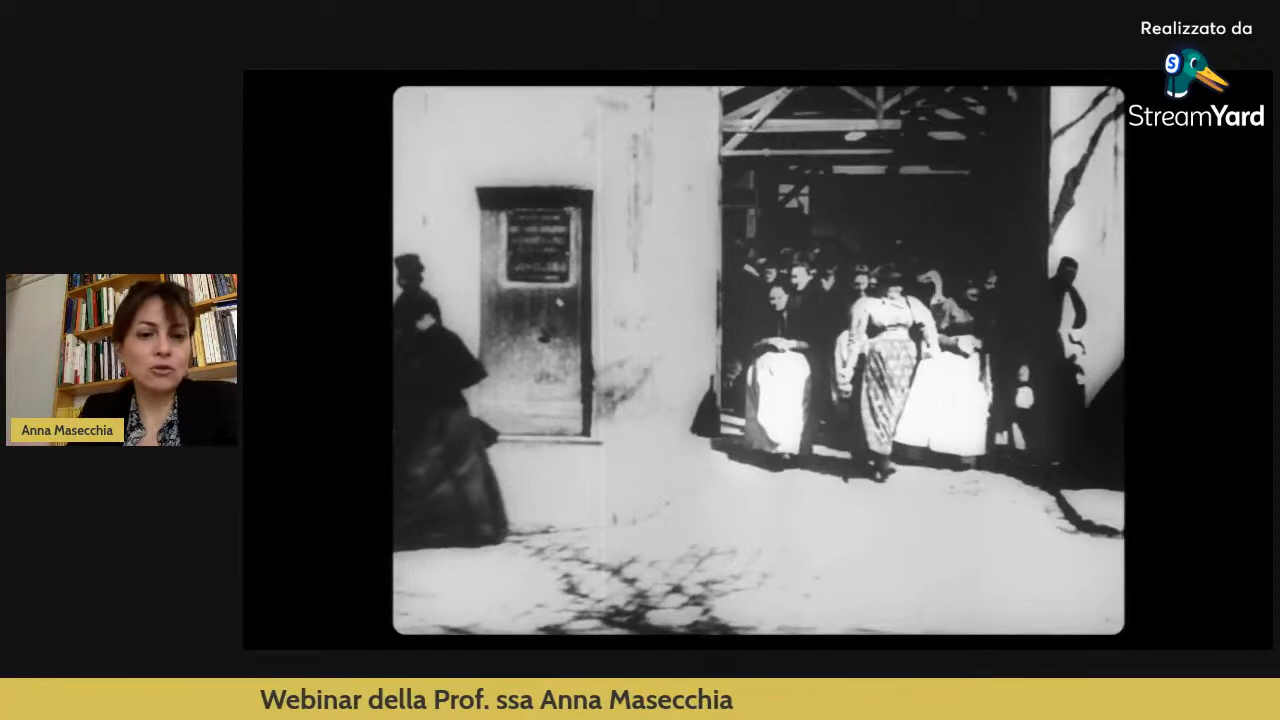 Realizzato da
S
StreamYard
Anna Masecchia
Webinar della Prof. ssa Anna Masecchia